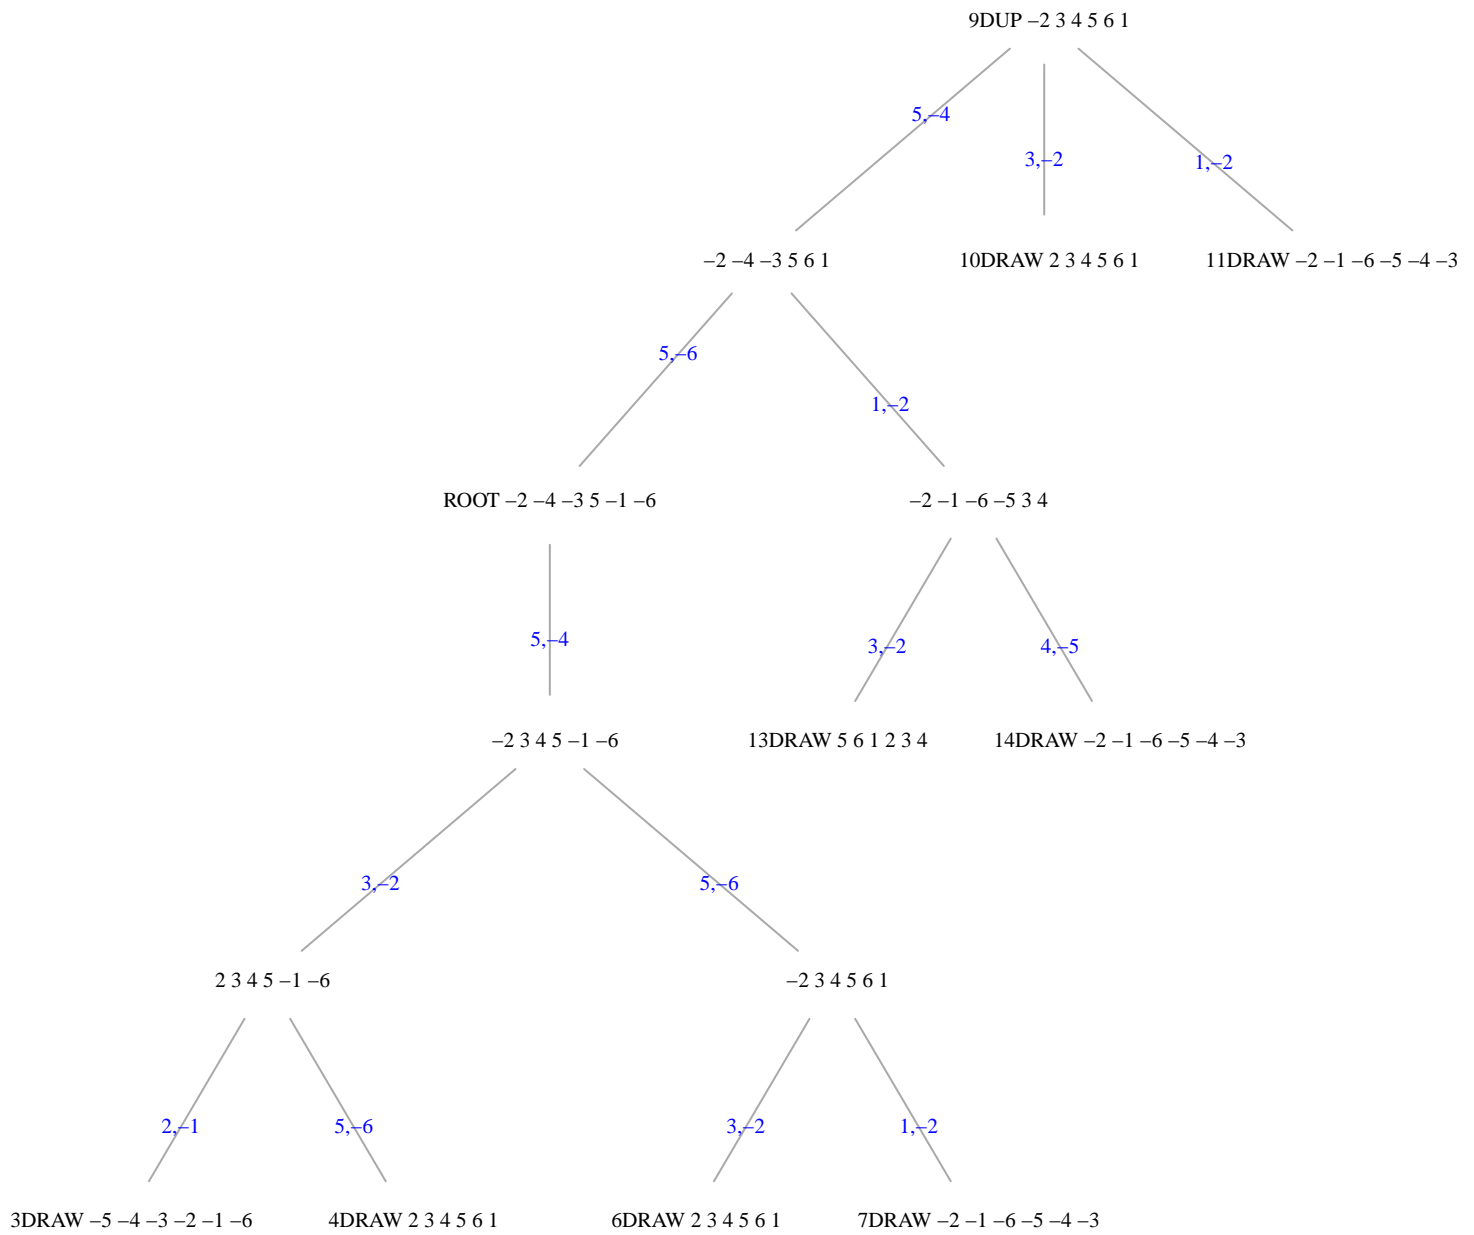 9DUP –2 3 4 5 6 1
5,–4
3,–2
1,–2
–2 –4 –3 5 6 1
10DRAW 2 3 4 5 6 1
11DRAW –2 –1 –6 –5 –4 –3
5,–6
1,–2
ROOT –2 –4 –3 5 –1 –6
–2 –1 –6 –5 3 4
5,–4
3,–2
4,–5
–2 3 4 5 –1 –6
13DRAW 5 6 1 2 3 4
14DRAW –2 –1 –6 –5 –4 –3
3,–2
5,–6
2 3 4 5 –1 –6
–2 3 4 5 6 1
2,–1
5,–6
3,–2
1,–2
3DRAW –5 –4 –3 –2 –1 –6
4DRAW 2 3 4 5 6 1
6DRAW 2 3 4 5 6 1
7DRAW –2 –1 –6 –5 –4 –3